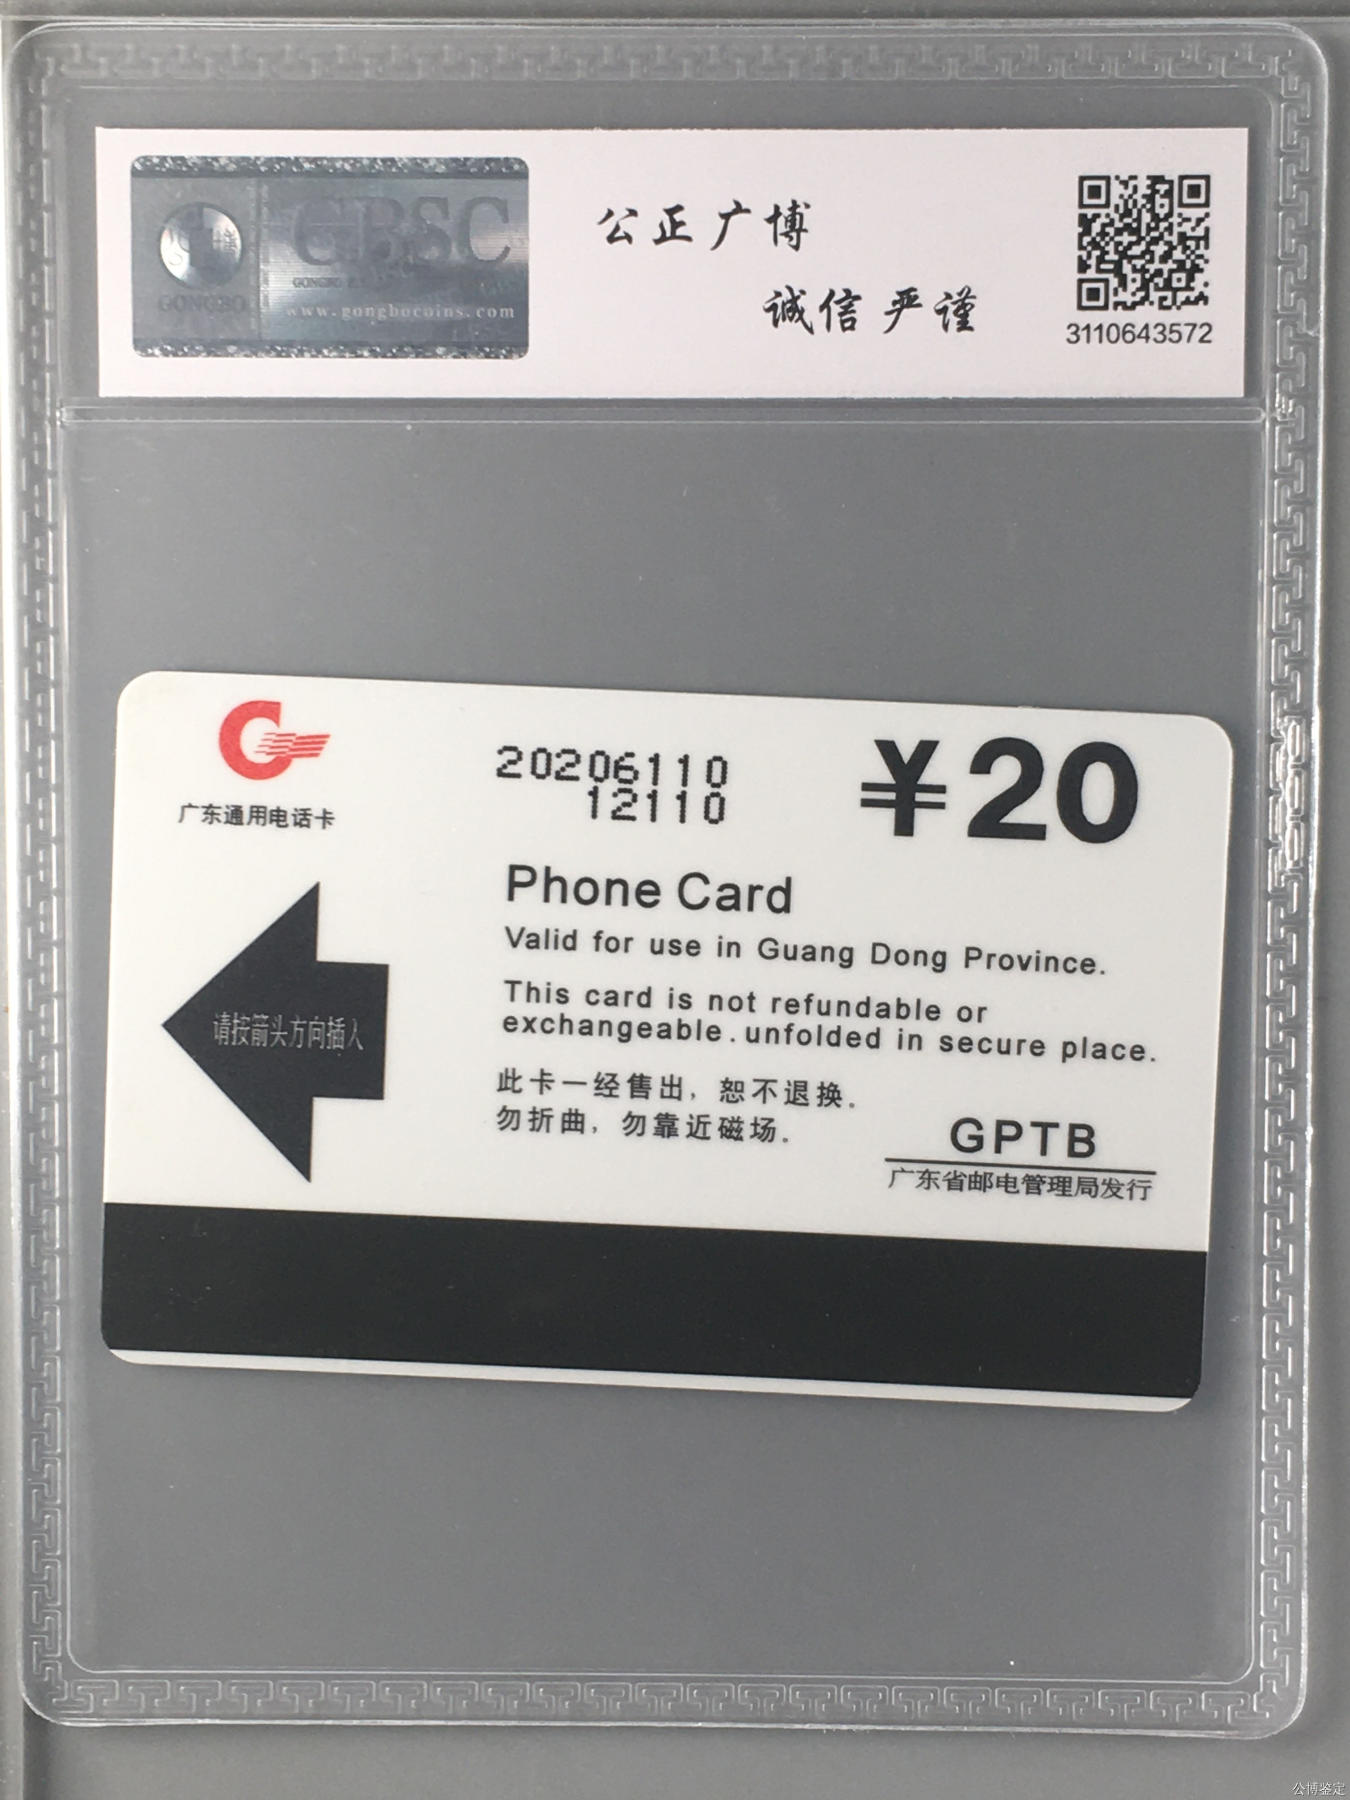 GBSC
GONGBO
www.gongbocoins.com
公正广博
诚信严谨
3110643572
广东通用电话卡
20206110
12110
¥20
Phone Card
Valid for use in Guang Dong Province.
This card is not refundable or
exchangeable.unfolded in secure place.
请按箭头方向插入
此卡一经售出，恕不退换。
勿折曲，勿靠近磁场。
GPTB
广东省邮电管理局发行
公博鉴定